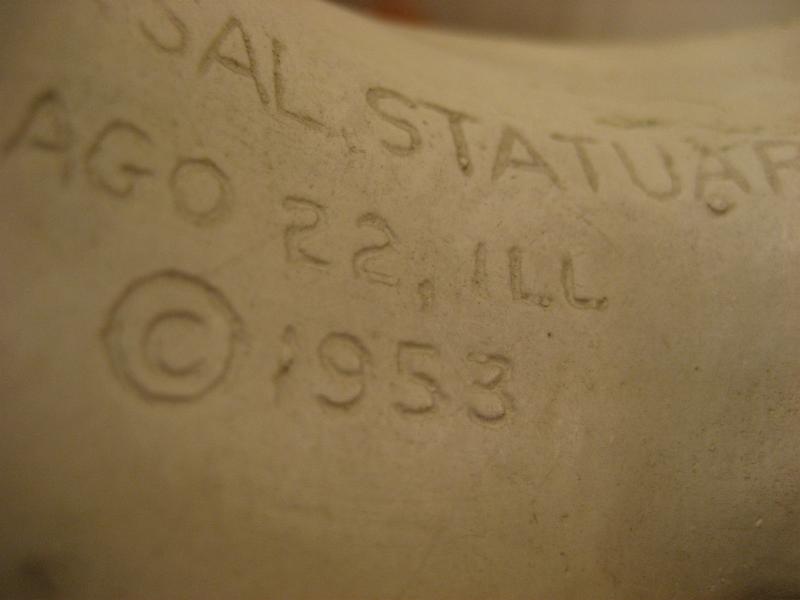 SAL STATUAR
AGO 22, ILL
© 1953